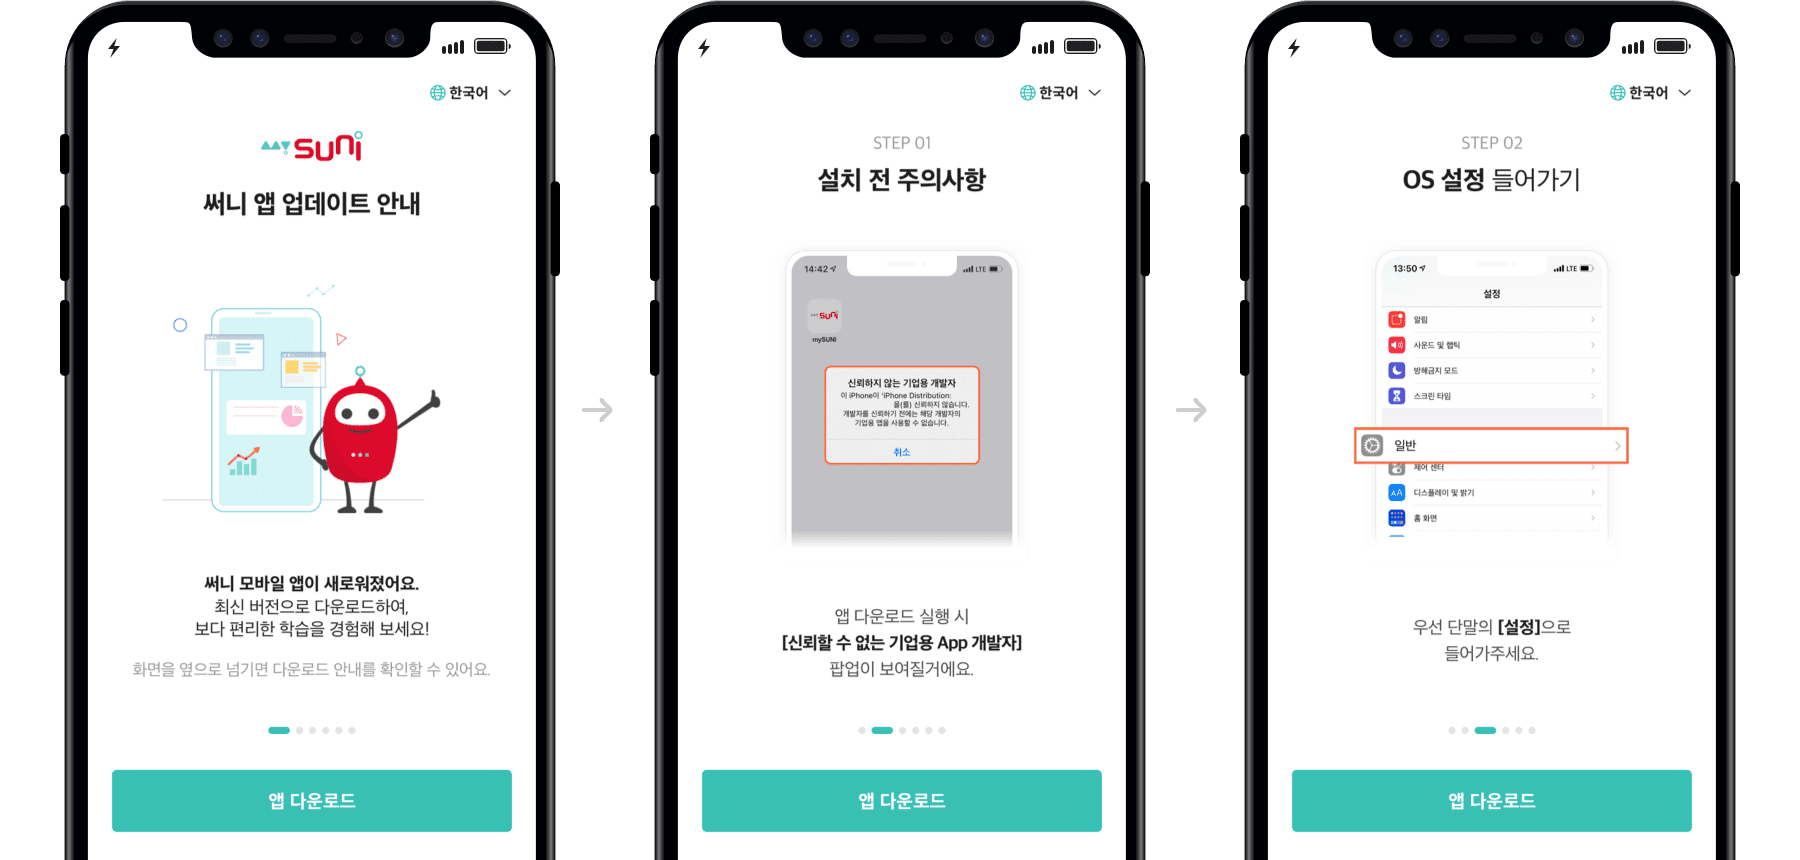 한국어
mySUNI
써니 앱 업데이트 안내
써니 모바일 앱이 새로워졌어요.
최신 버전으로 다운로드하여,
보다 편리한 학습을 경험해 보세요!
화면을 옆으로 넘기면 다운로드 안내를 확인할 수 있어요.
앱 다운로드
한국어
STEP 01
설치 전 주의사항
14:42
LTE
mySUNI
mySUNI
신뢰하지 않는 기업용 개발자
이 iPhone이 'iPhone Distribution:
을(를) 신뢰하지 않습니다.
개발자를 신뢰하기 전에는 해당 개발자의
기업용 앱을 사용할 수 없습니다.
취소
앱 다운로드 실행 시
[신뢰할 수 없는 기업용 App 개발자]
팝업이 보여질거에요.
앱 다운로드
한국어
STEP 02
OS 설정 들어가기
13:50
LTE
설정
알림
사운드 및 햅틱
방해금지 모드
스크린 타임
일반
제어 센터
AA 디스플레이 및 밝기
홈 화면
우선 단말의 [설정]으로
들어가주세요.
앱 다운로드